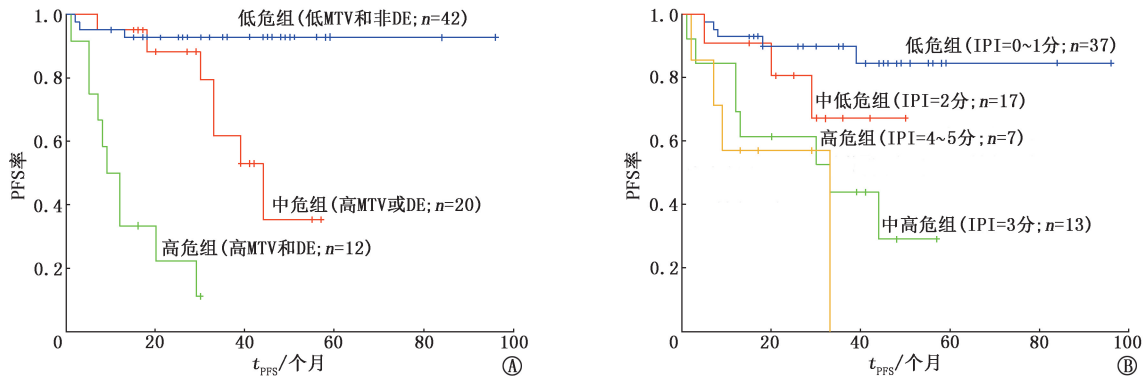 1.0
0.8
0.6
0.4
0.2
PFS率
0
20
40
60
80
100
t_PFS/个月
低危组(低MTV和非DE;n=42)
中危组(高MTV或DE;n=20)
高危组(高MTV和DE;n=12)
Ⓐ
1.0
0.8
0.6
0.4
0.2
PFS率
0
20
40
60
80
100
t_PFS/个月
低危组(IPI=0~1分;n=37)
中低危组(IPI=2分;n=17)
高危组(IPI=4~5分;n=7)
中高危组(IPI=3分;n=13)
Ⓑ